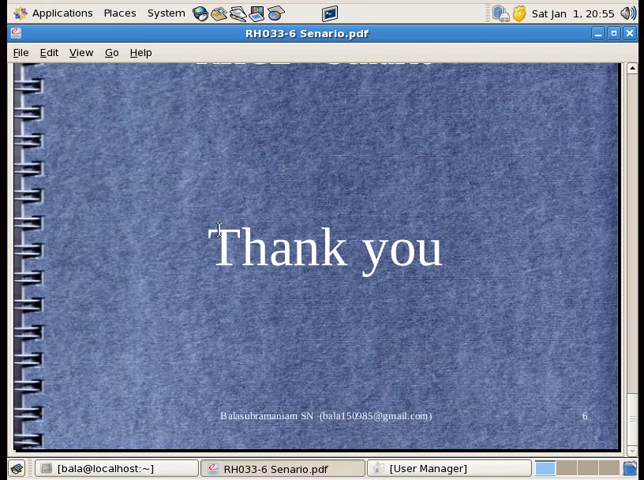 Applications Places System Sat Jan 1, 20:55
RH033-6 Senario.pdf
File Edit View Go Help
Thank you
Balasubramaniam SN (bala150985@gmail.com) 6
[bala@localhost:~] RH033-6 Senario.pdf [User Manager]